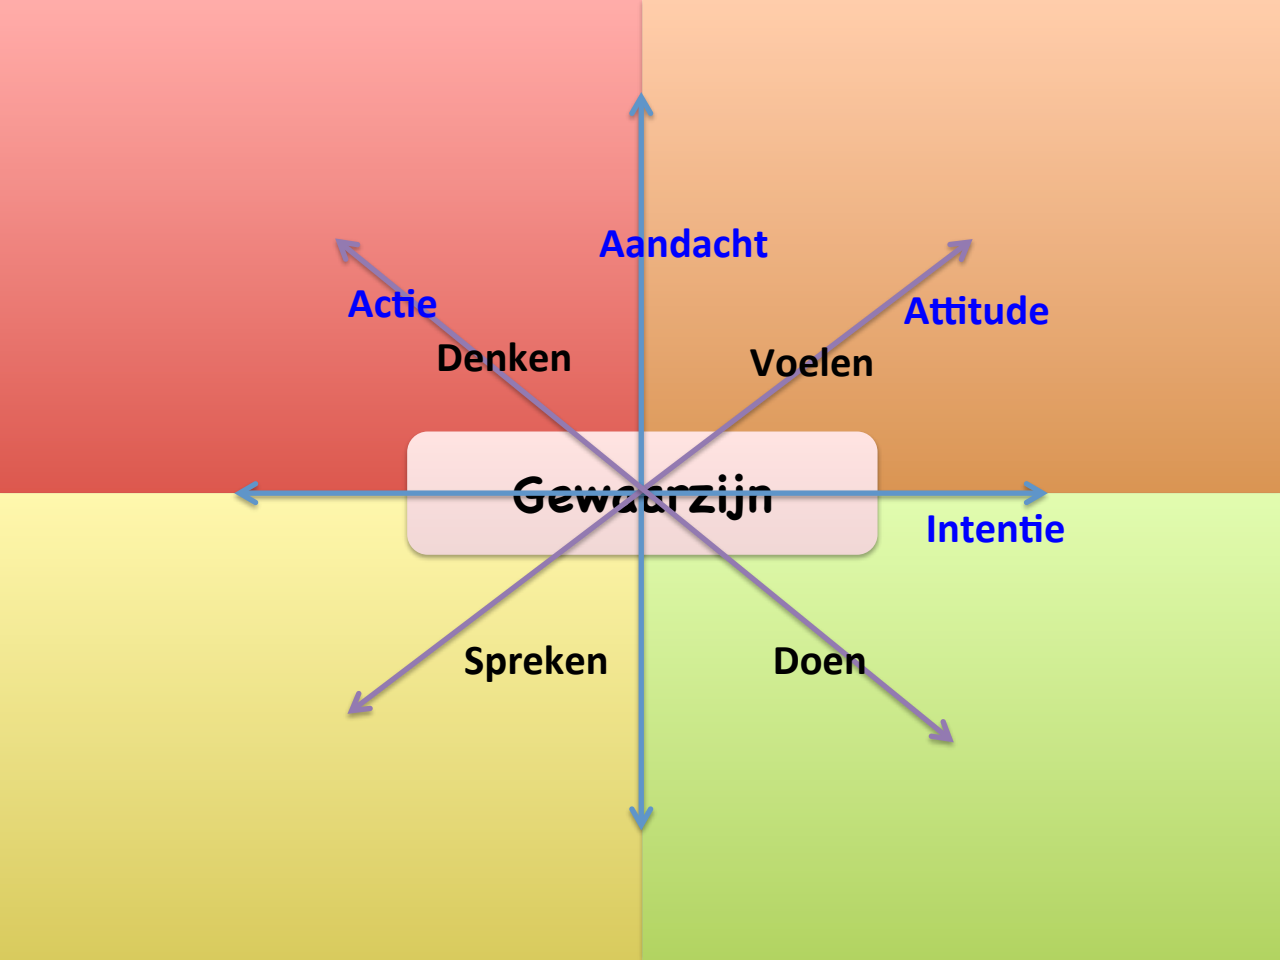 Aandacht
Actie
Attitude
Denken
Voelen
Gewaarzijn
Intentie
Spreken
Doen